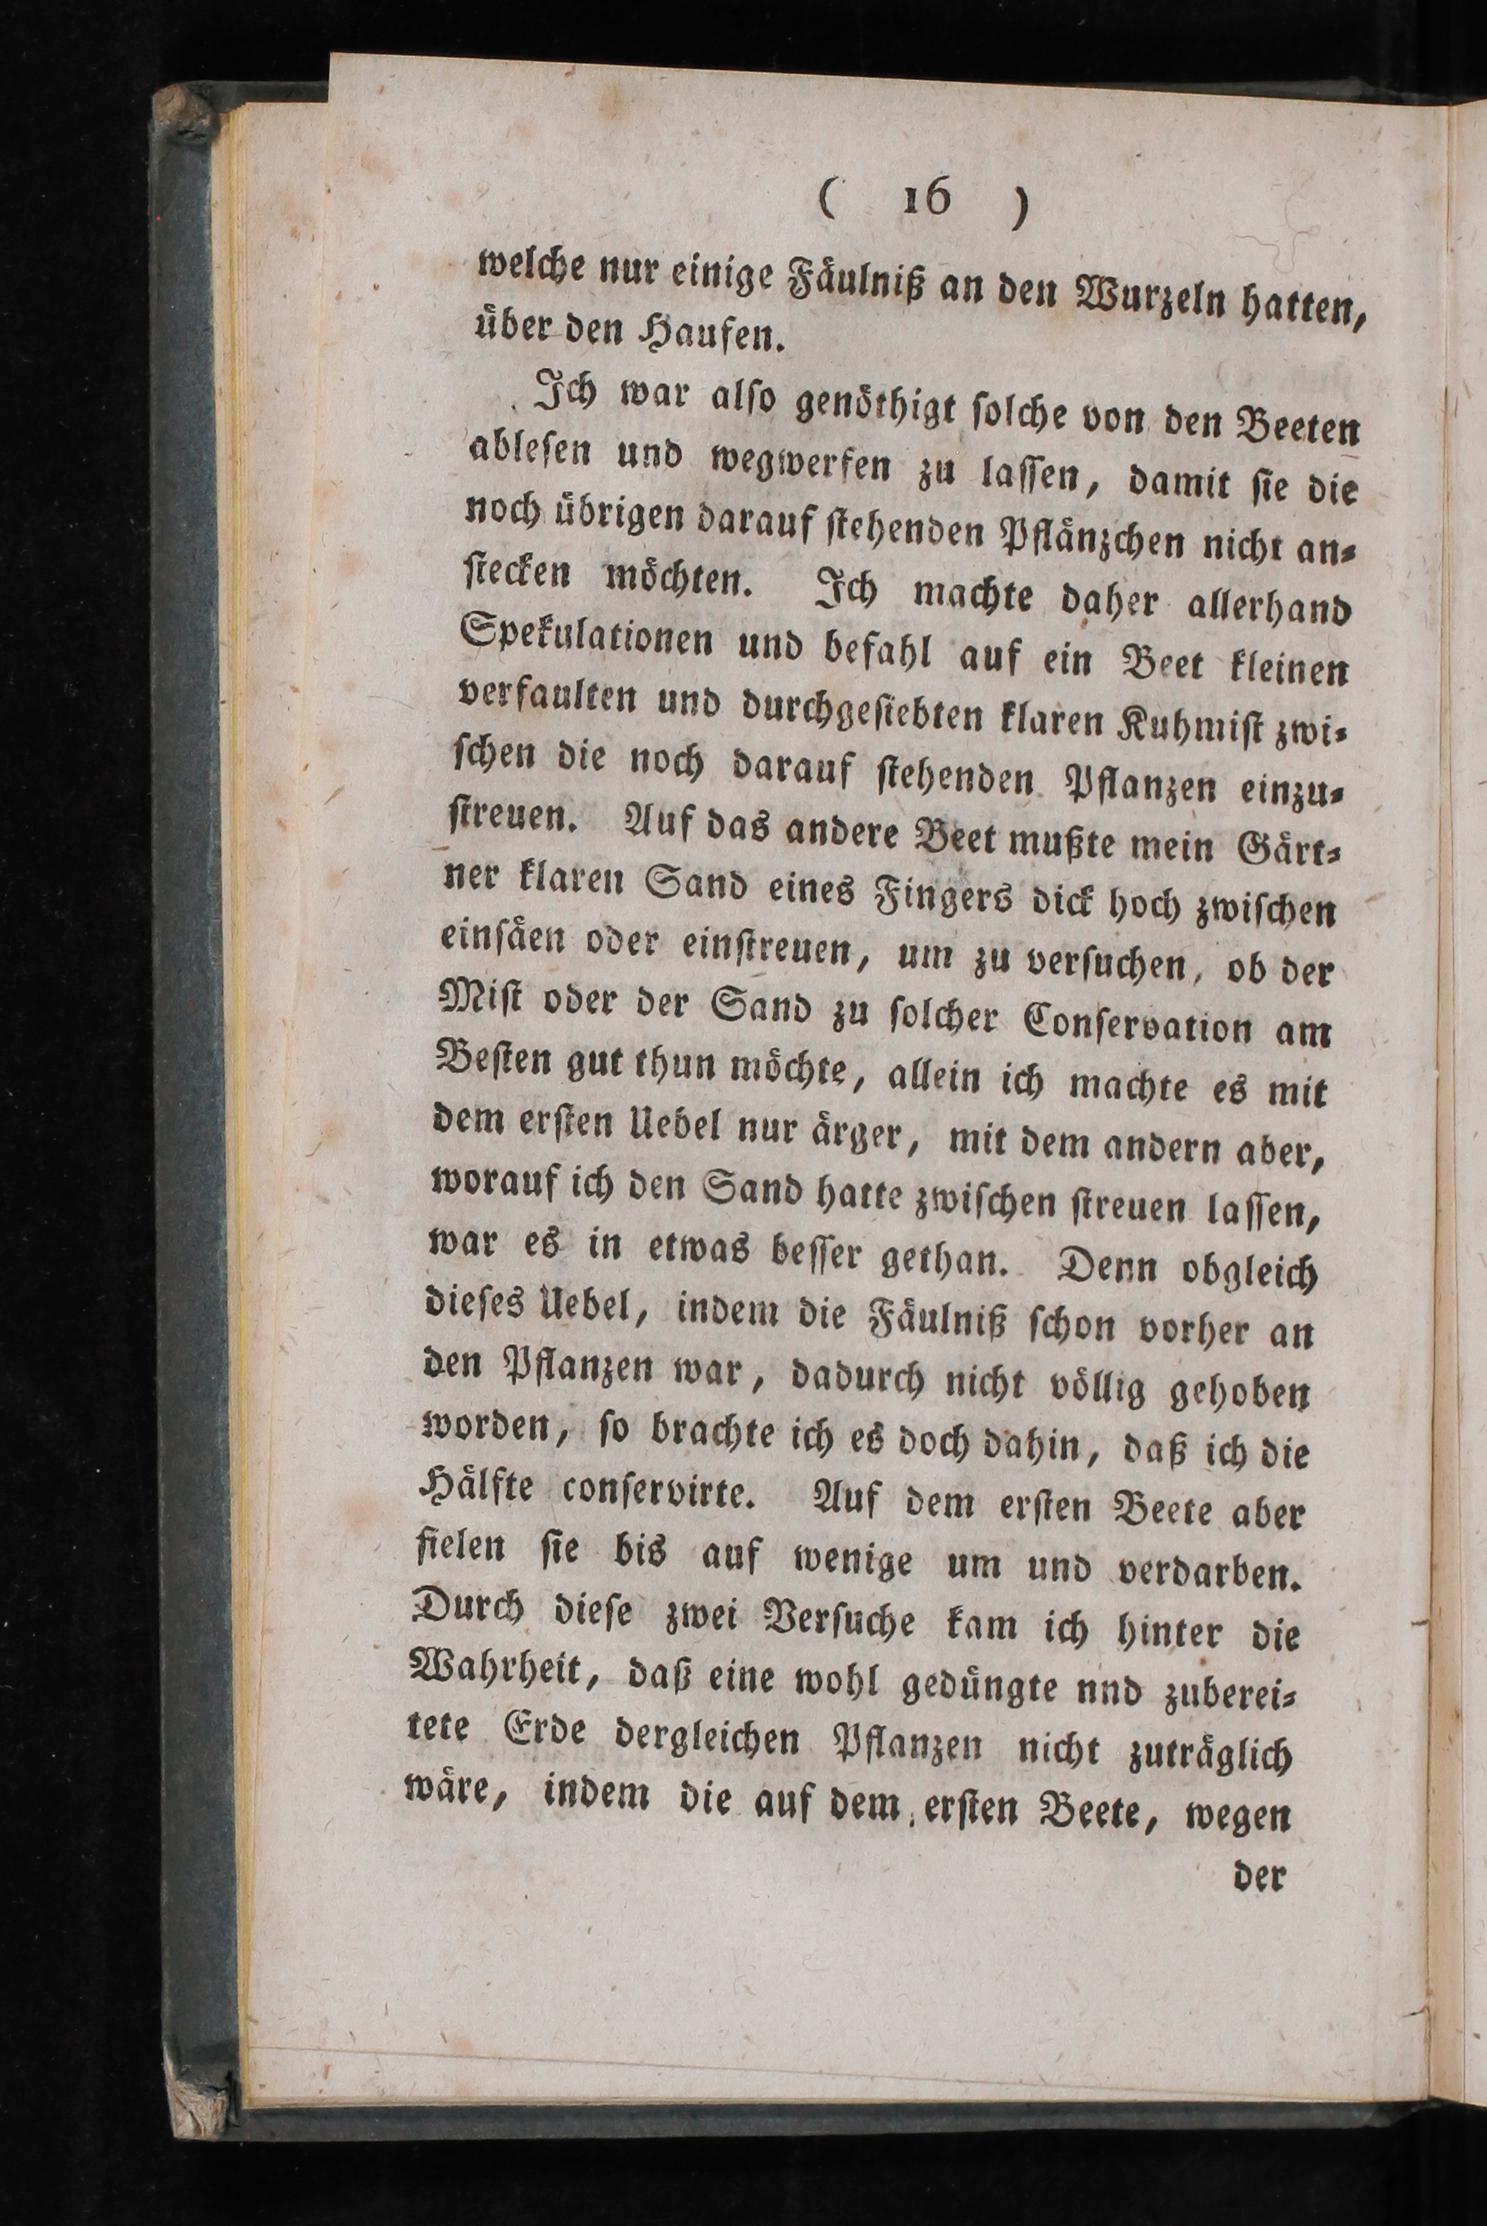 ( 16 )
welche nur einige Fäulniß an den Wurzeln hatten,
über den Haufen.
Ich war alſo genöthigt ſolche von den Beeten
ableſen und wegwerfen zu laſſen, damit ſie die
noch übrigen darauf ſtehenden Pflänzchen nicht an⸗
ſtecken möchten. Ich machte daher allerhand
Spekulationen und befahl auf ein Beet kleinen
verfaulten und durchgeſiebten klaren Kuhmiſt zwi⸗
ſchen die noch darauf ſtehenden Pflanzen einzu⸗
ſtreuen. Auf das andere Beet mußte mein Gärt⸗
ner klaren Sand eines Fingers dick hoch zwiſchen
einſäen oder einſtreuen, um zu verſuchen, ob der
Miſt oder der Sand zu ſolcher Conſervation am
Beſten gut thun möchte, allein ich machte es mit
dem erſten Uebel nur ärger, mit dem andern aber,
worauf ich den Sand hatte zwiſchen ſtreuen laſſen,
war es in etwas beſſer gethan. Denn obgleich
dieſes Uebel, indem die Fäulniß ſchon vorher an
den Pflanzen war, dadurch nicht völlig gehoben
worden, ſo brachte ich es doch dahin, daß ich die
Hälfte conſervirte. Auf dem erſten Beete aber
fielen ſie bis auf wenige um und verdarben.
Durch dieſe zwei Verſuche kam ich hinter die
Wahrheit, daß eine wohl gedüngte nnd zuberei⸗
tete Erde dergleichen Pflanzen nicht zuträglich
wäre, indem die auf dem erſten Beete, wegen
der